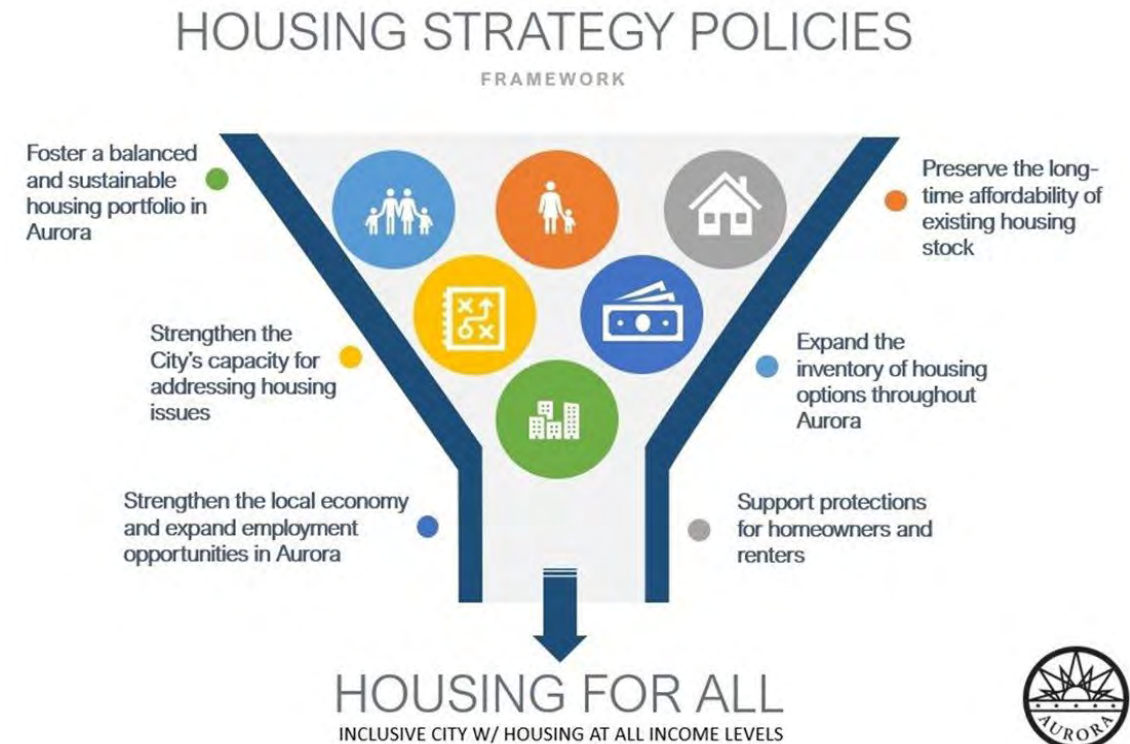 HOUSING STRATEGY POLICIES
FRAMEWORK
Foster a balanced
and sustainable
housing portfolio in
Aurora
Preserve the long-
time affordability of
existing housing
stock
Strengthen the
City's capacity for
addressing housing
issues
Expand the
inventory of housing
options throughout
Aurora
Strengthen the local economy
and expand employment
opportunities in Aurora
Support protections
for homeowners and
renters
HOUSING FOR ALL
INCLUSIVE CITY W/ HOUSING AT ALL INCOME LEVELS
AURORA